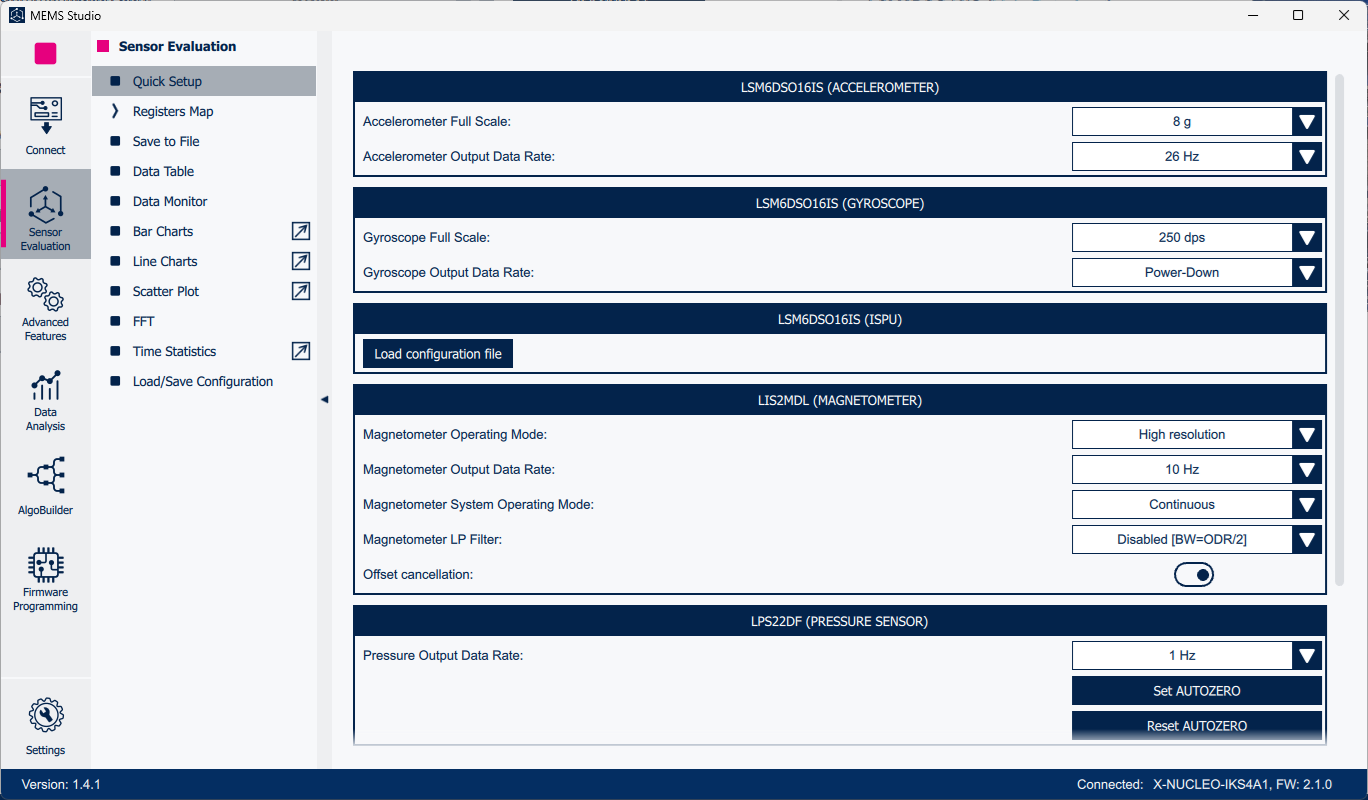 MEMS Studio
Connect
Sensor
Evaluation
Advanced
Features
Data
Analysis
AlgoBuilder
Firmware
Programming
Settings
Sensor Evaluation
Quick Setup
Registers Map
Save to File
Data Table
Data Monitor
Bar Charts
Line Charts
Scatter Plot
FFT
Time Statistics
Load/Save Configuration
LSM6DSO16IS (ACCELEROMETER)
Accelerometer Full Scale: 8 g
Accelerometer Output Data Rate: 26 Hz
LSM6DSO16IS (GYROSCOPE)
Gyroscope Full Scale: 250 dps
Gyroscope Output Data Rate: Power-Down
LSM6DSO16IS (ISPU)
Load configuration file
LIS2MDL (MAGNETOMETER)
Magnetometer Operating Mode: High resolution
Magnetometer Output Data Rate: 10 Hz
Magnetometer System Operating Mode: Continuous
Magnetometer LP Filter: Disabled [BW=ODR/2]
Offset cancellation:
LPS22DF (PRESSURE SENSOR)
Pressure Output Data Rate: 1 Hz
Set AUTOZERO
Reset AUTOZERO
Version: 1.4.1
Connected: X-NUCLEO-IKS4A1, FW: 2.1.0